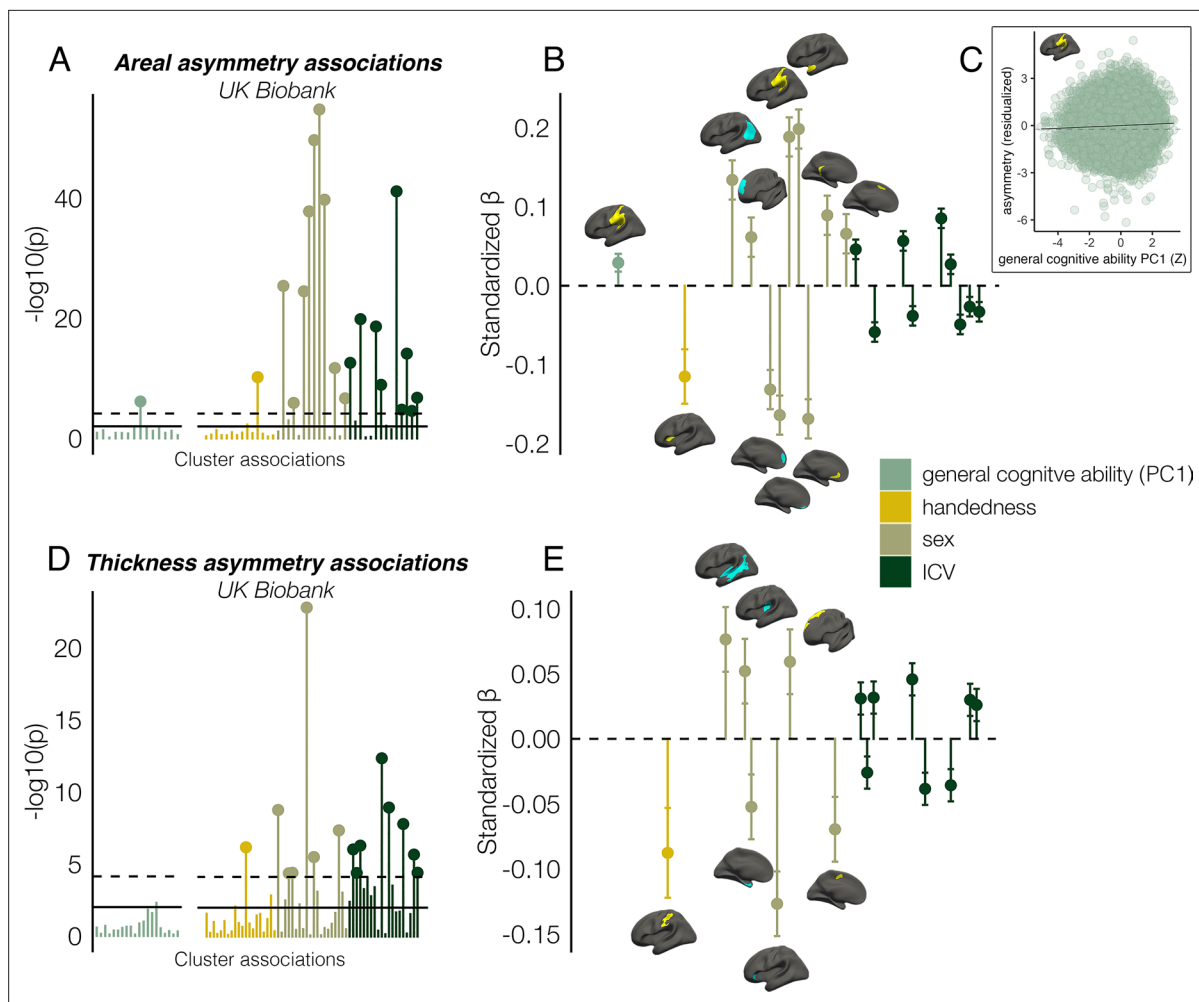 A
Areal asymmetry associations
UK Biobank
-log10(p)
40
20
0
Cluster associations
B
Standardized β
0.2
0.1
0.0
-0.1
-0.2
C
asymmetry (residualized)
3
0
-3
-6
-4
-2
0
2
general cognitive ability PC1 (Z)
general cognitve ability (PC1)
handedness
sex
ICV
D
Thickness asymmetry associations
UK Biobank
-log10(p)
20
15
10
5
0
Cluster associations
E
Standardized β
0.10
0.05
0.00
-0.05
-0.10
-0.15